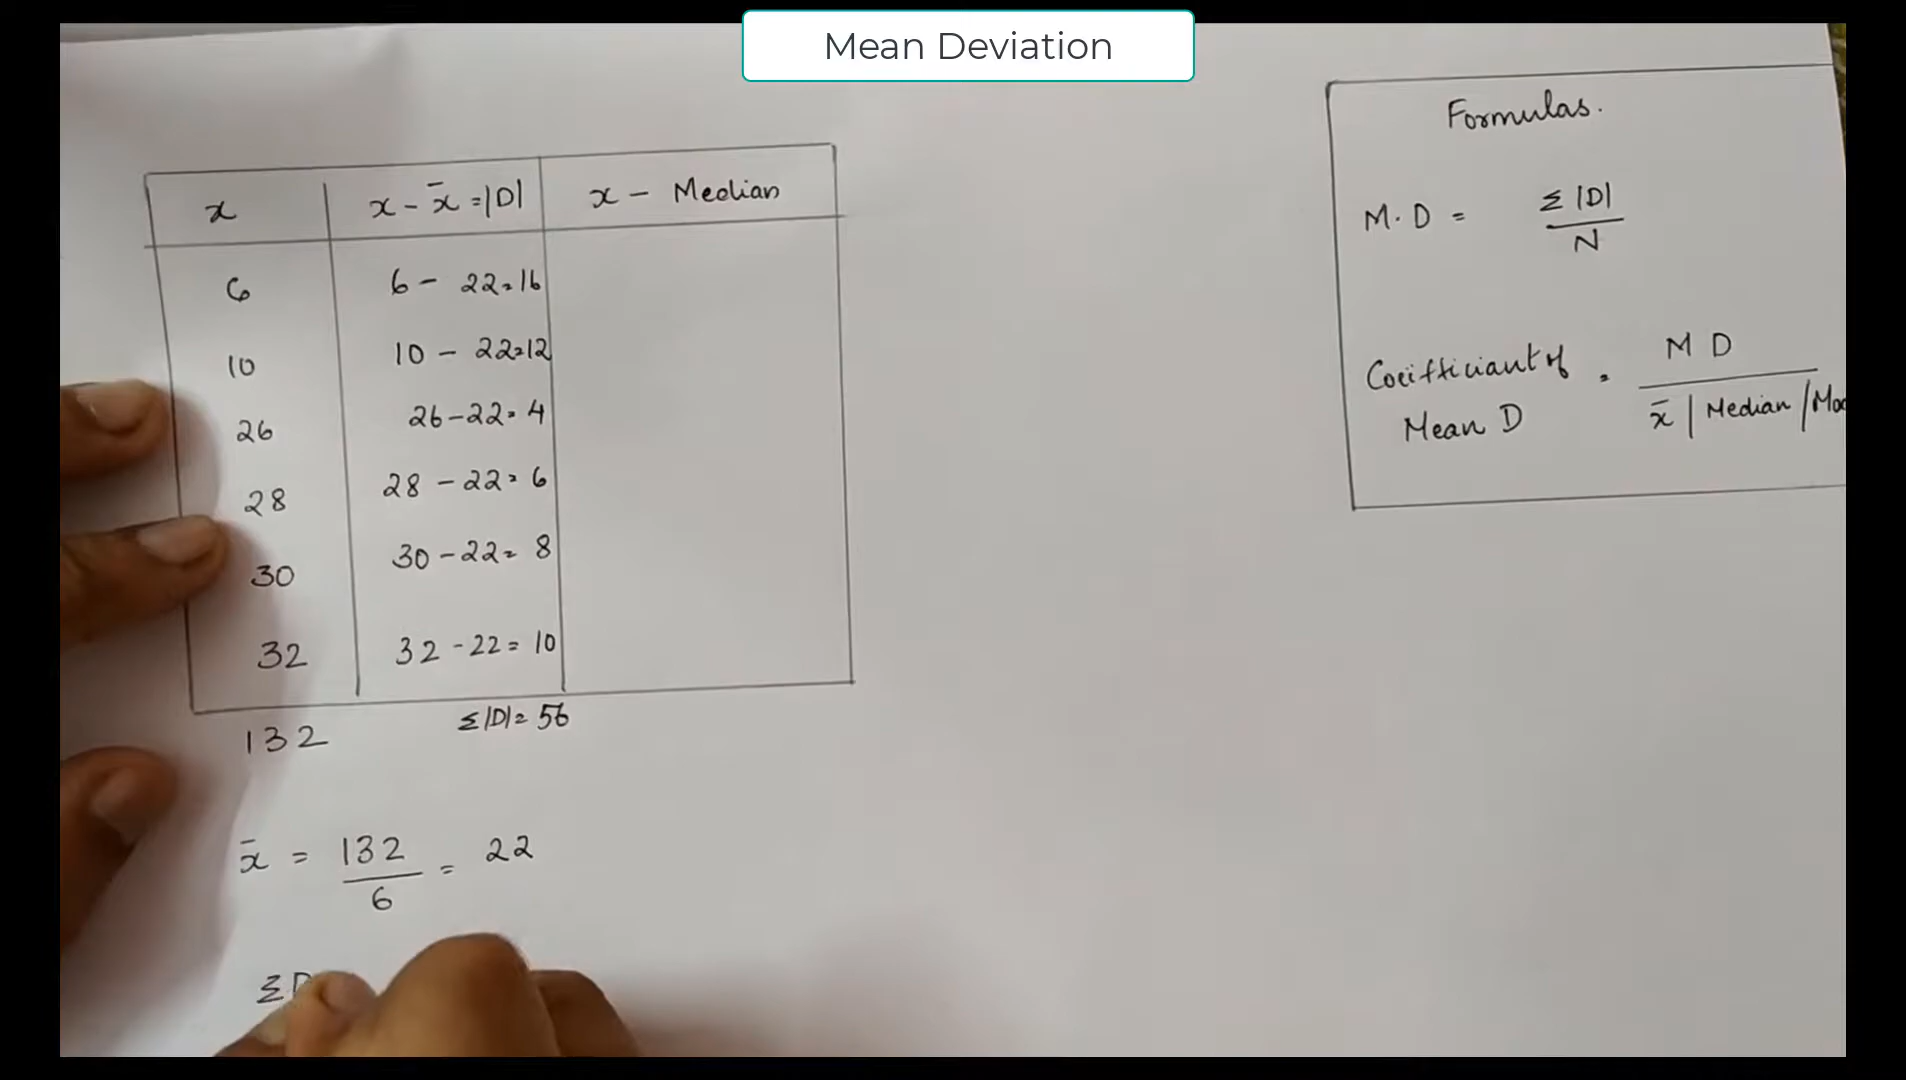 Mean Deviation
x | x - x̄ = |D| | x - Median
6 | 6 - 22 = 16
10 | 10 - 22 = 12
26 | 26 - 22 = 4
28 | 28 - 22 = 6
30 | 30 - 22 = 8
32 | 32 - 22 = 10
132 Σ |D| = 56
x̄ = 132 / 6 = 22
Σ D
Formulas.
M.D = Σ |D| / N
Coeifficiant of Mean D = M D / x̄ | Median /